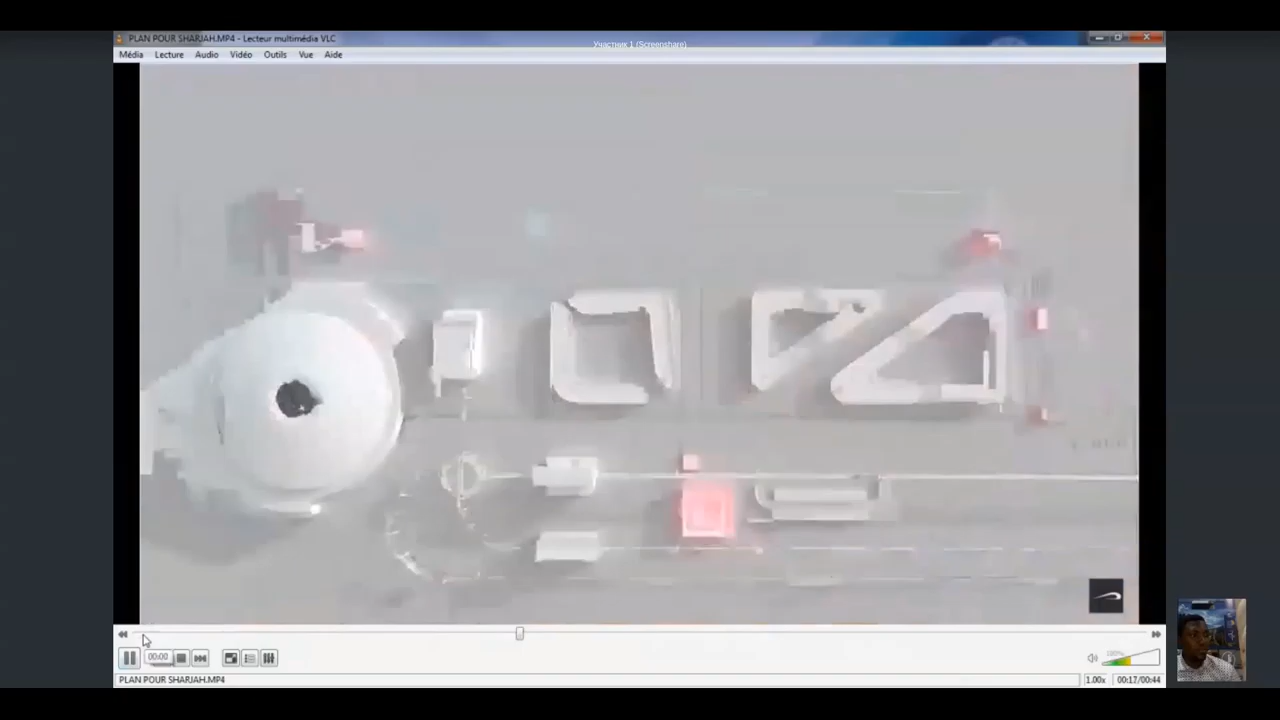 PLAN POUR SHARJAH.MP4 - Lecteur multimédia VLC
Участник 1 (Screenshare)
Média Lecture Audio Vidéo Outils Vue Aide
00:00
100%
PLAN POUR SHARJAH.MP4
1.00x
00:17/00:44